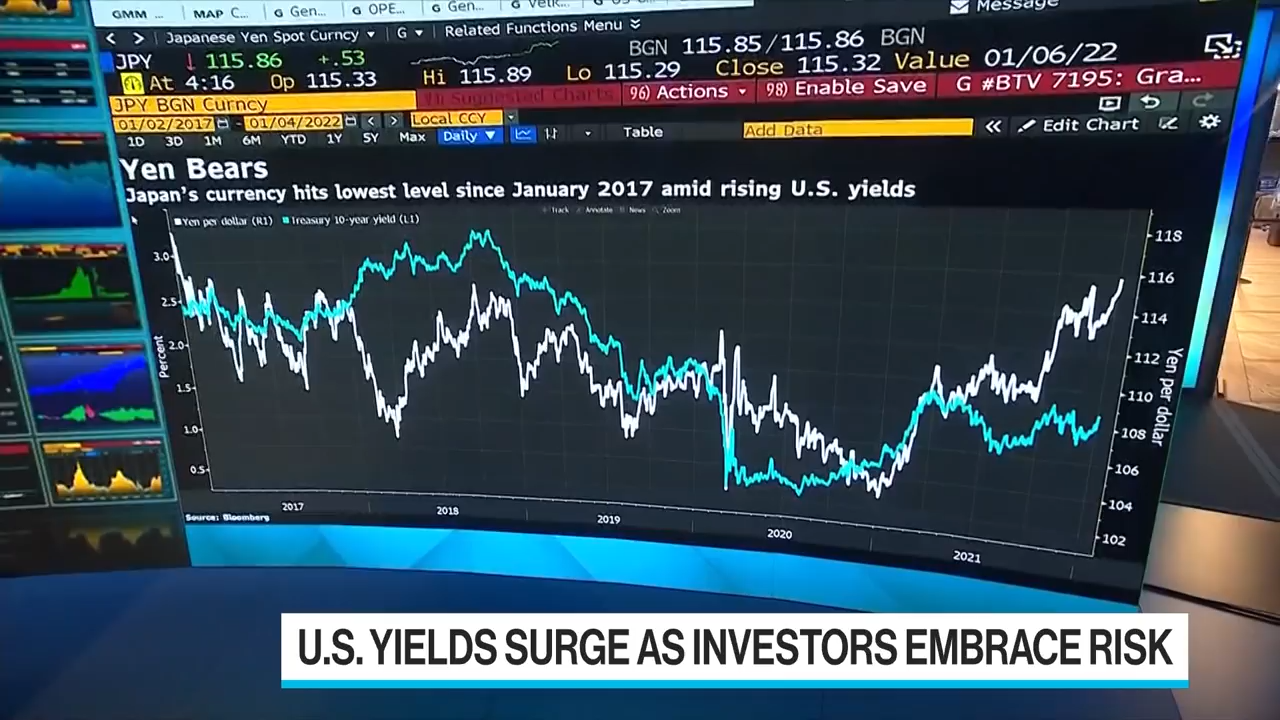 GMM ... MAP C... G Gen... G OPE... G Gen...
< > Japanese Yen Spot Curncy ▾ G ▾ Related Functions Menu Message
JPY ↓ 115.86 +.53 BGN 115.85/115.86 BGN
At 4:16 Op 115.33 Hi 115.89 Lo 115.29 Close 115.32 Value 01/06/22
JPY BGN Curncy Suggested Charts 96) Actions ▾ 98) Enable Save G #BTV 7195: Gra...
01/02/2017 - 01/04/2022 < > Local CCY
1D 3D 1M 6M YTD 1Y 5Y Max Daily ▼ Table Add Data « Edit Chart
Yen Bears
Japan's currency hits lowest level since January 2017 amid rising U.S. yields
Track Annotate News Zoom
Yen per dollar (R1) Treasury 10-year yield (L1)
3.0
2.5
2.0
1.5
1.0
0.5
Percent
118
116
114
112
110
108
106
104
102
Yen per dollar
2017 2018 2019 2020 2021
Source: Bloomberg
U.S. YIELDS SURGE AS INVESTORS EMBRACE RISK